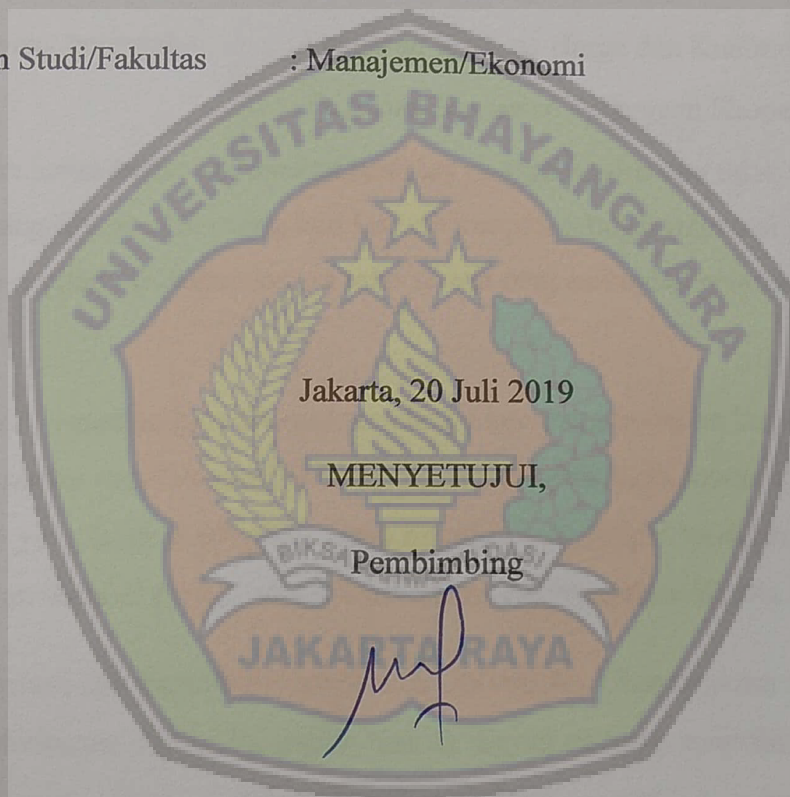 n Studi/Fakultas : Manajemen/Ekonomi
UNIVERSITAS BHAYANGKARA
Jakarta, 20 Juli 2019
MENYETUJUI,
Pembimbing
JAKARTA RAYA